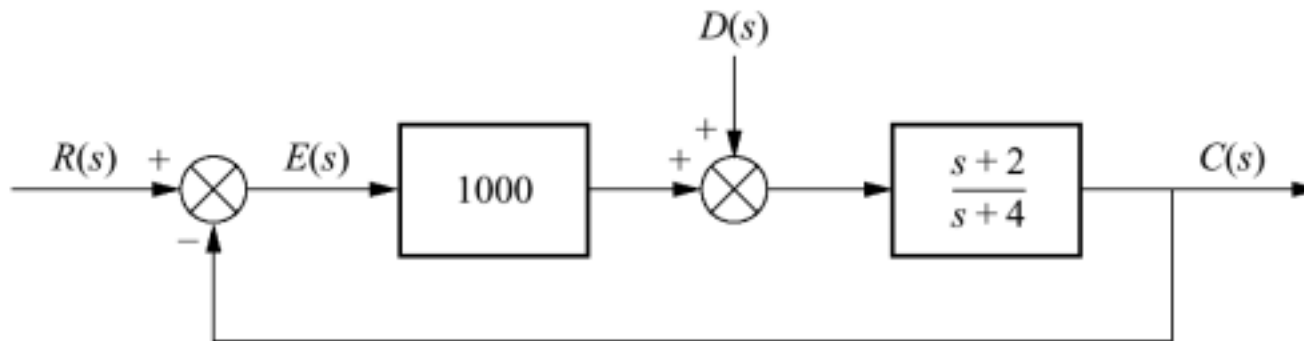 D(s)
+
R(s) + E(s) 1000 + s + 2 C(s)
s + 4
−